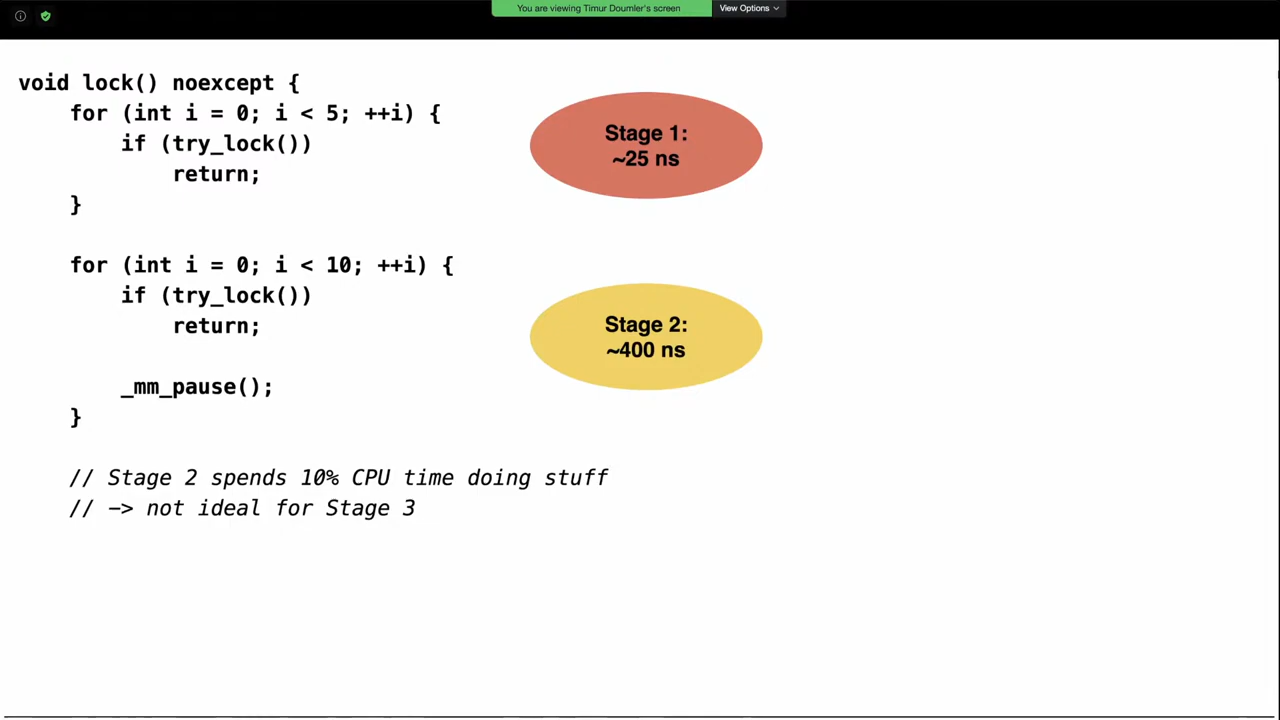 You are viewing Timur Doumler's screen
View Options
void lock() noexcept {
    for (int i = 0; i < 5; ++i) {
        if (try_lock())
            return;
    }
Stage 1:
~25 ns
    for (int i = 0; i < 10; ++i) {
        if (try_lock())
            return;
        _mm_pause();
    }
Stage 2:
~400 ns
    // Stage 2 spends 10% CPU time doing stuff
    // -> not ideal for Stage 3